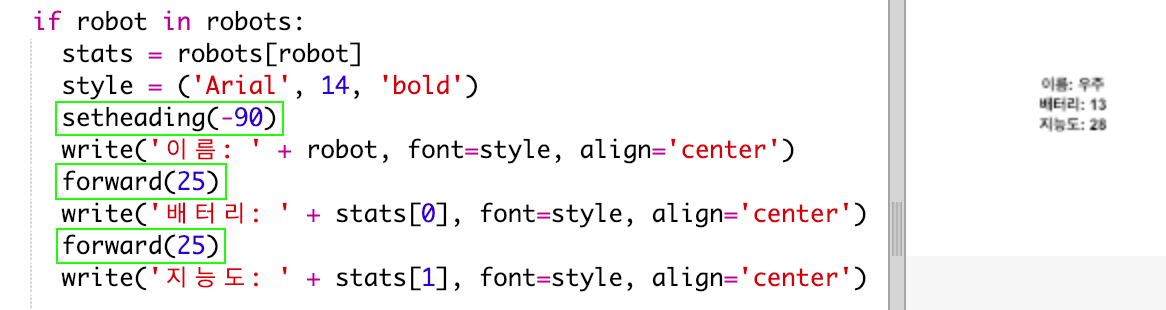 if robot in robots:
stats = robots[robot]
style = ('Arial', 14, 'bold')
setheading(-90)
write('이름: ' + robot, font=style, align='center')
forward(25)
write('배터리: ' + stats[0], font=style, align='center')
forward(25)
write('지능도: ' + stats[1], font=style, align='center')
이름: 우주
배터리: 13
지능도: 28